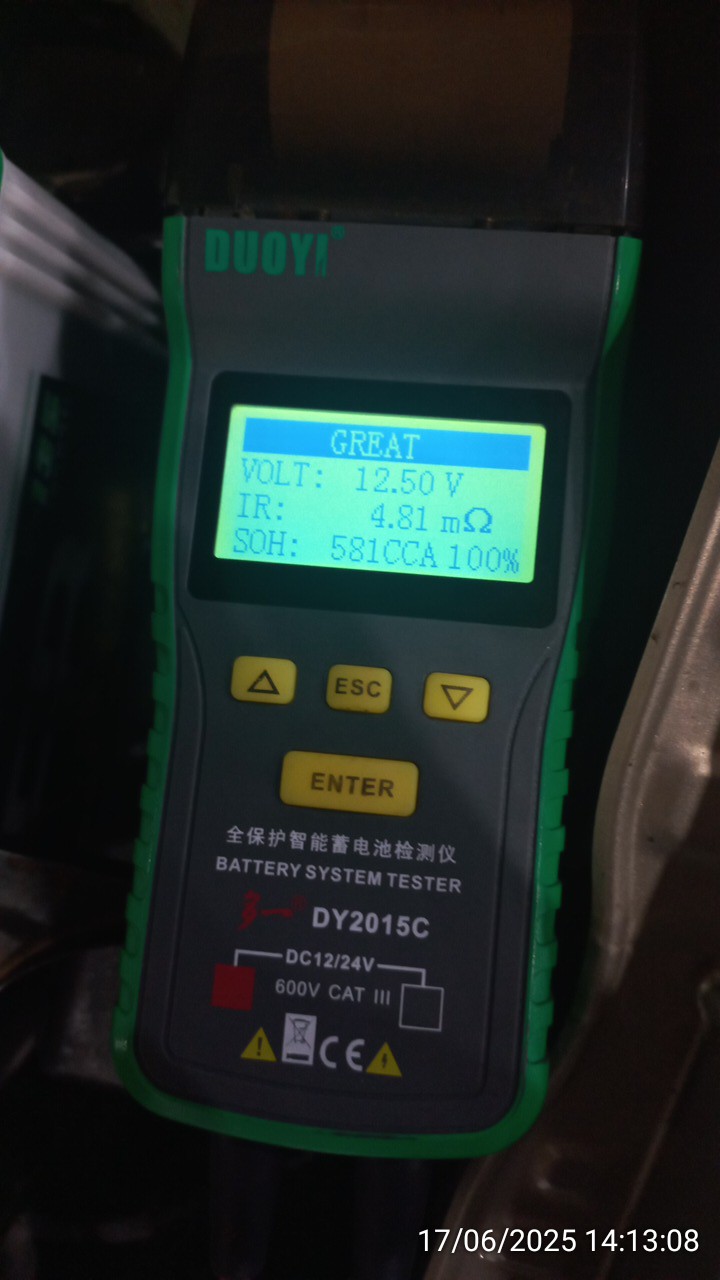 DUOYI®
GREAT
VOLT: 12.50 V
IR: 4.81 mΩ
SOH: 581CCA 100%
ESC
ENTER
全保护智能蓄电池检测仪
BATTERY SYSTEM TESTER
多一® DY2015C
DC12/24V
600V CAT III
CE
17/06/2025 14:13:08